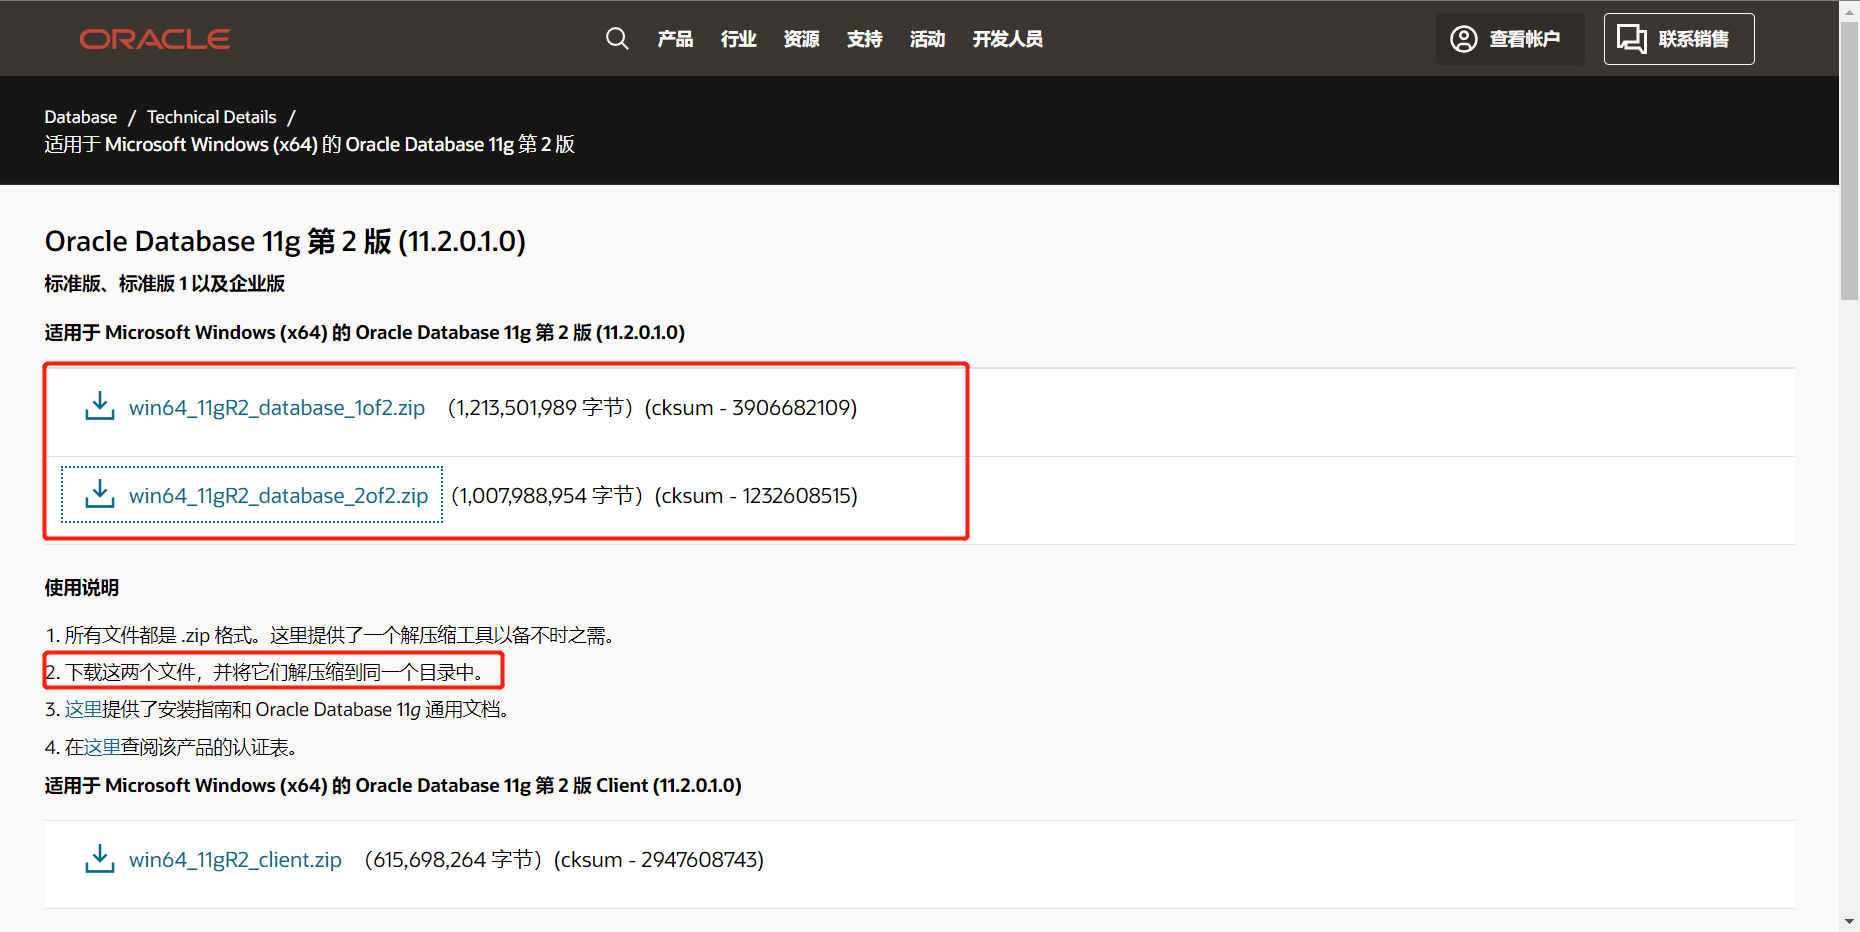 ORACLE
产品 行业 资源 支持 活动 开发人员 查看帐户 联系销售
Database / Technical Details /
适用于 Microsoft Windows (x64) 的 Oracle Database 11g 第 2 版
Oracle Database 11g 第 2 版 (11.2.0.1.0)
标准版、标准版 1 以及企业版
适用于 Microsoft Windows (x64) 的 Oracle Database 11g 第 2 版 (11.2.0.1.0)
win64_11gR2_database_1of2.zip （1,213,501,989 字节）(cksum - 3906682109)
win64_11gR2_database_2of2.zip （1,007,988,954 字节）(cksum - 1232608515)
使用说明
1. 所有文件都是 .zip 格式。这里提供了一个解压缩工具以备不时之需。
2. 下载这两个文件，并将它们解压缩到同一个目录中。
3. 这里提供了安装指南和 Oracle Database 11g 通用文档。
4. 在这里查阅该产品的认证表。
适用于 Microsoft Windows (x64) 的 Oracle Database 11g 第 2 版 Client (11.2.0.1.0)
win64_11gR2_client.zip （615,698,264 字节）(cksum - 2947608743)